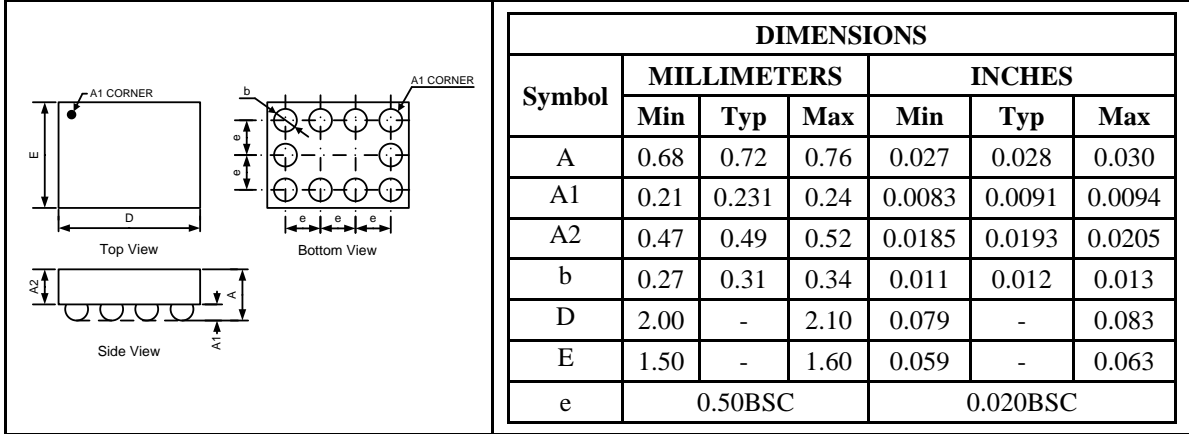 A1 CORNER
E
D
Top View
A1 CORNER
b
e
e
e e e
Bottom View
A2
A
A1
Side View
DIMENSIONS
Symbol MILLIMETERS INCHES
Min Typ Max Min Typ Max
A 0.68 0.72 0.76 0.027 0.028 0.030
A1 0.21 0.231 0.24 0.0083 0.0091 0.0094
A2 0.47 0.49 0.52 0.0185 0.0193 0.0205
b 0.27 0.31 0.34 0.011 0.012 0.013
D 2.00 - 2.10 0.079 - 0.083
E 1.50 - 1.60 0.059 - 0.063
e 0.50BSC 0.020BSC